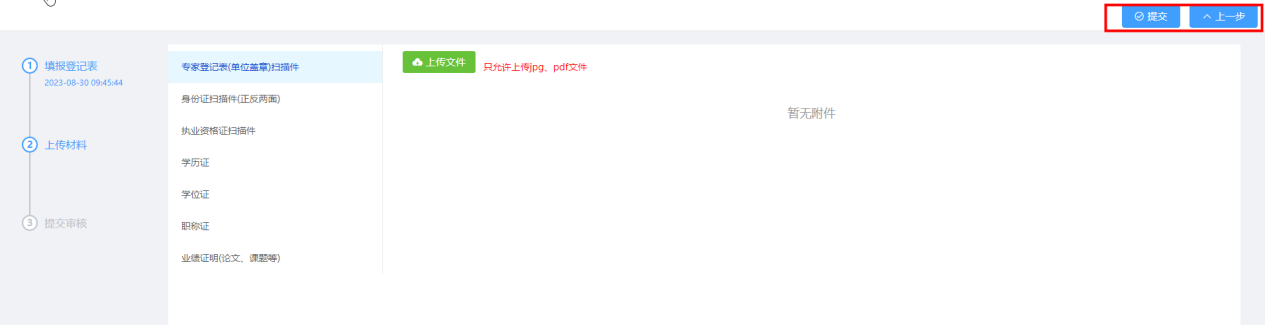 提交 上一步
1 填报登记表
2023-08-30 09:45:44
2 上传材料
3 提交审核
专家登记表(单位盖章)扫描件
身份证扫描件(正反两面)
执业资格证扫描件
学历证
学位证
职称证
业绩证明(论文、课题等)
上传文件 只允许上传jpg、pdf文件
暂无附件